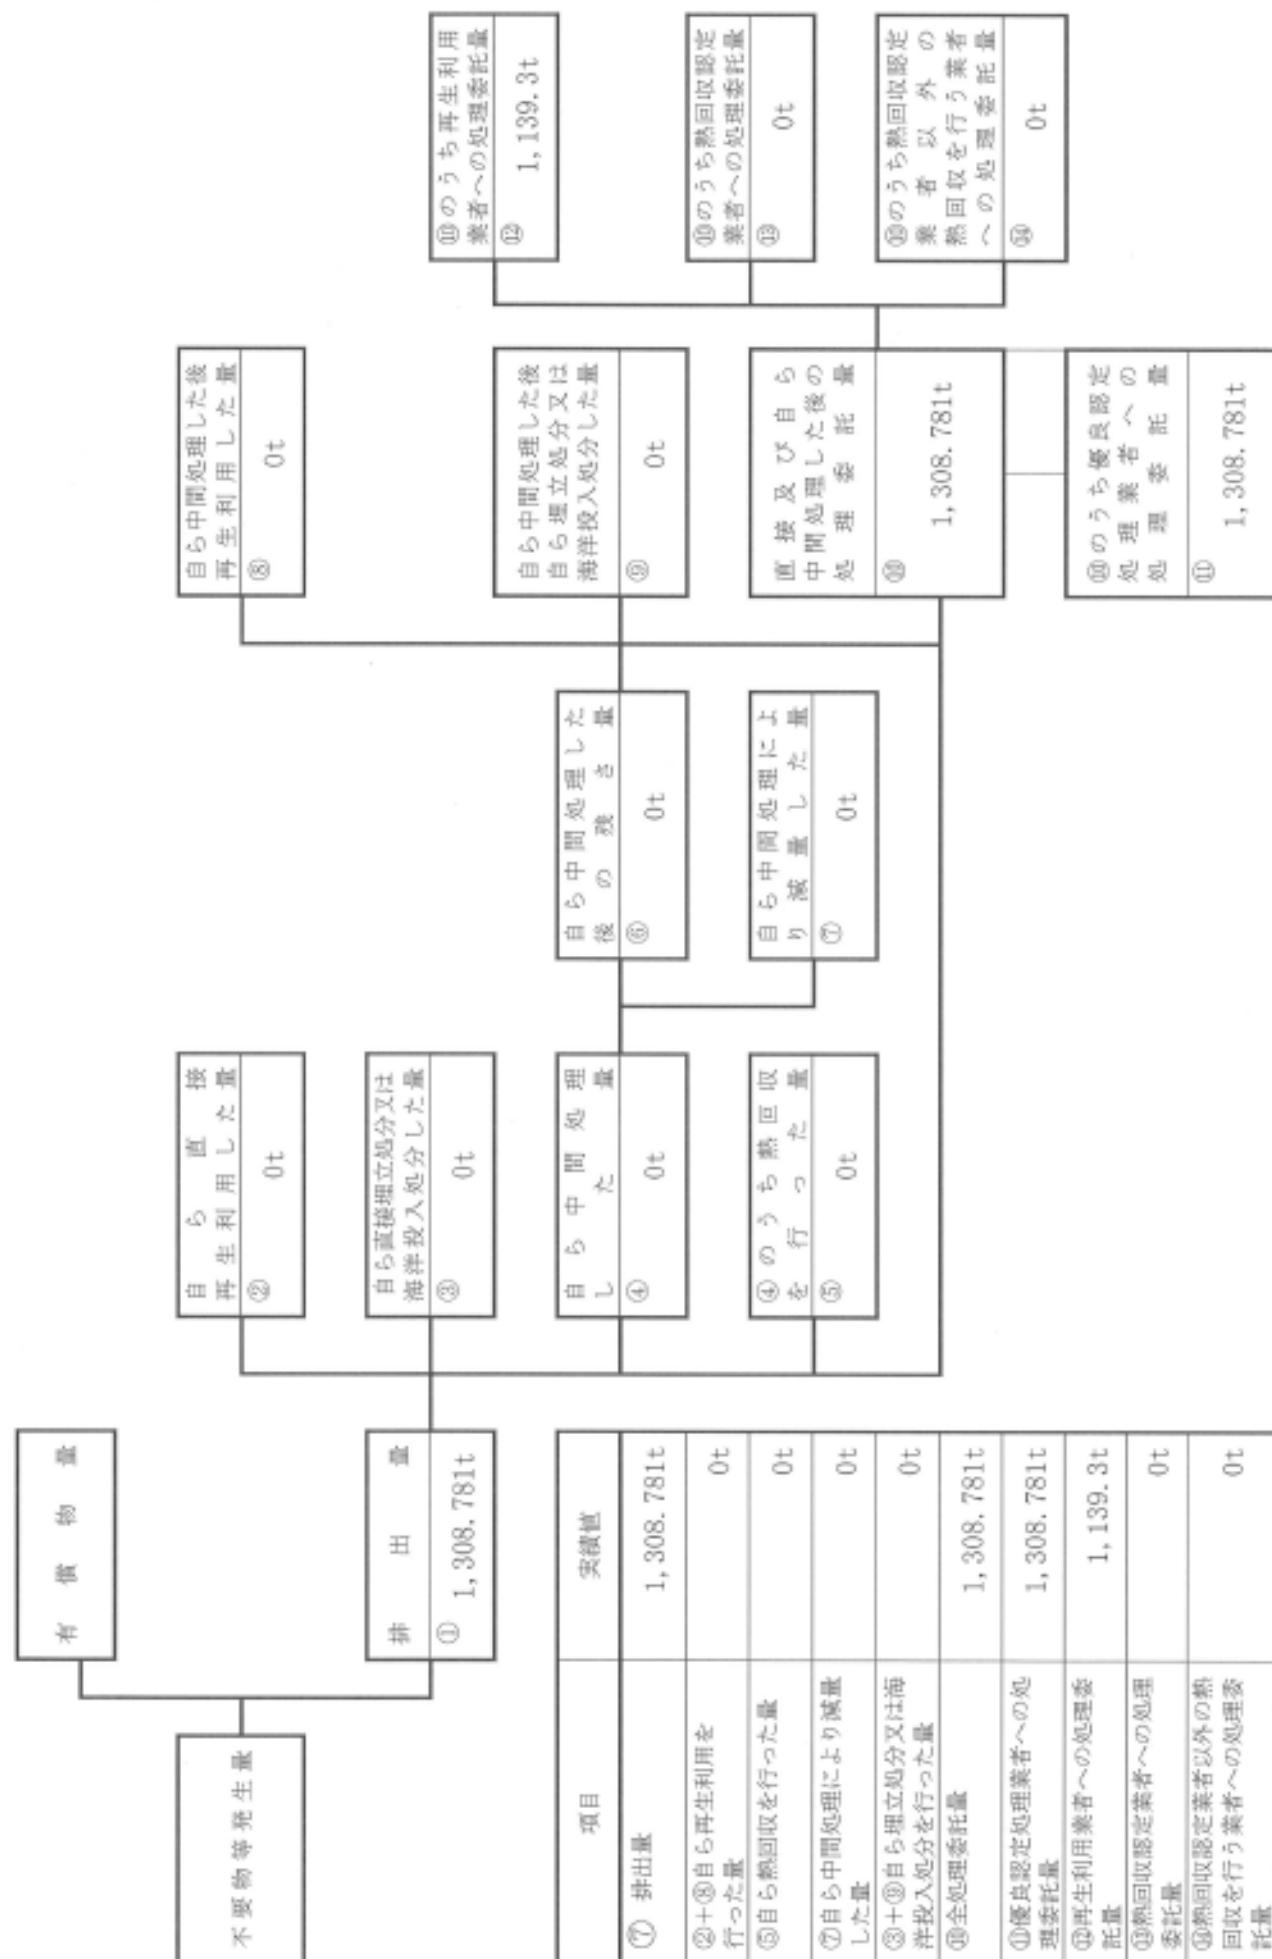 不要物等発生量
有償物量
排出量
① 1,308.781t
自ら直接
再生利用した量
② 0t
自ら直接埋立処分又は
海洋投入処分した量
③ 0t
自ら中間処理
した量
④ 0t
④のうち熱回収
を行った量
⑤ 0t
自ら中間処理した
後の残さ量
⑥ 0t
自ら中間処理によ
り減量した量
⑦ 0t
自ら中間処理した後
再生利用した量
⑧ 0t
自ら中間処理した後
自ら埋立処分又は
海洋投入処分した量
⑨ 0t
直接及び自ら
中間処理した後の
処理委託量
⑩ 1,308.781t
⑩のうち優良認定
処理業者への
処理委託量
⑪ 1,308.781t
⑪のうち再生利用
業者への処理委託量
⑫ 1,139.3t
⑩のうち熱回収認定
業者への処理委託量
⑬ 0t
⑩のうち熱回収認定
業者以外の
熱回収を行う業者
への処理委託量
⑭ 0t
項目 実績値
⑦ 排出量 1,308.781t
②+⑧自ら再生利用を
行った量 0t
⑤自ら熱回収を行った量 0t
⑦自ら中間処理により減量
した量 0t
③+⑨自ら埋立処分又は海
洋投入処分を行った量 0t
⑩全処理委託量 1,308.781t
⑪優良認定処理業者への処
理委託量 1,308.781t
⑫再生利用業者への処理委
託量 1,139.3t
⑬熱回収認定業者への処理
委託量 0t
⑭熱回収認定業者以外の熱
回収を行う業者への処理委
託量 0t